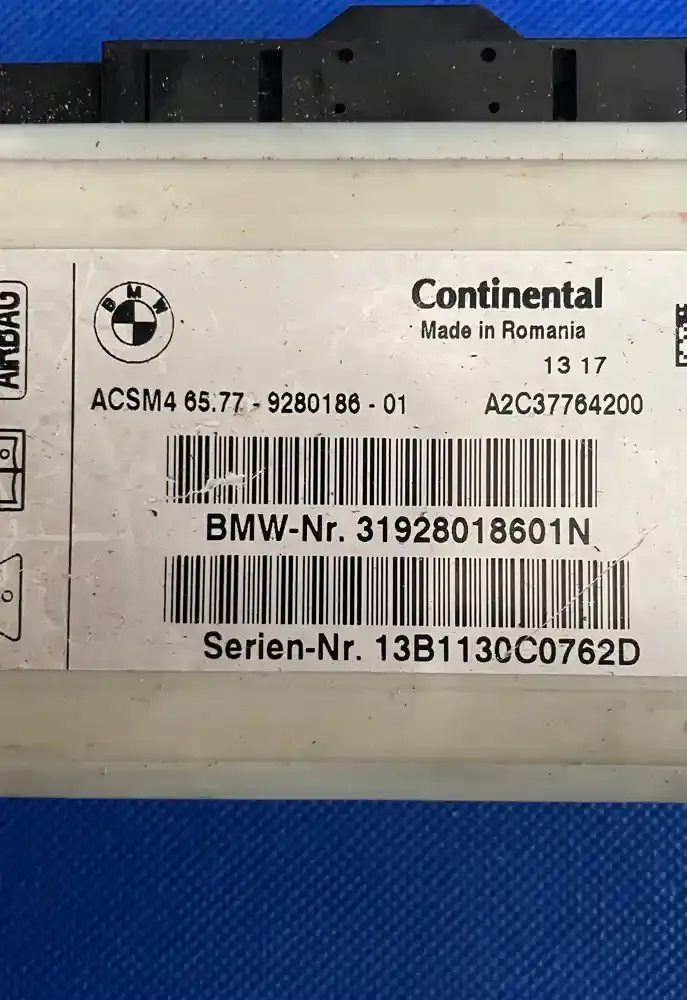 AIRBAG
BMW
Continental
Made in Romania
13 17
ACSM4 65.77 - 9280186 - 01 A2C37764200
BMW-Nr. 31928018601N
Serien-Nr. 13B1130C0762D